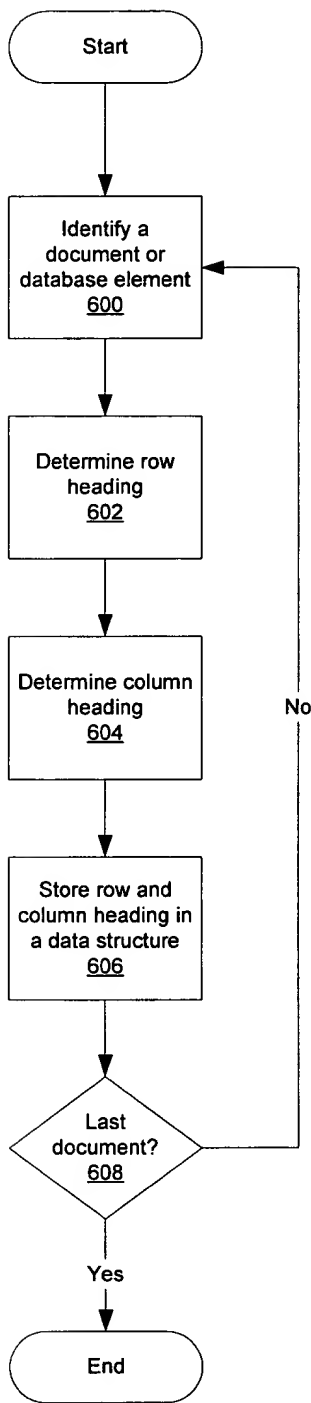 Start
Identify a
document or
database element
600
Determine row
heading
602
Determine column
heading
604
No
Store row and
column heading in
a data structure
606
Last
document?
608
Yes
End